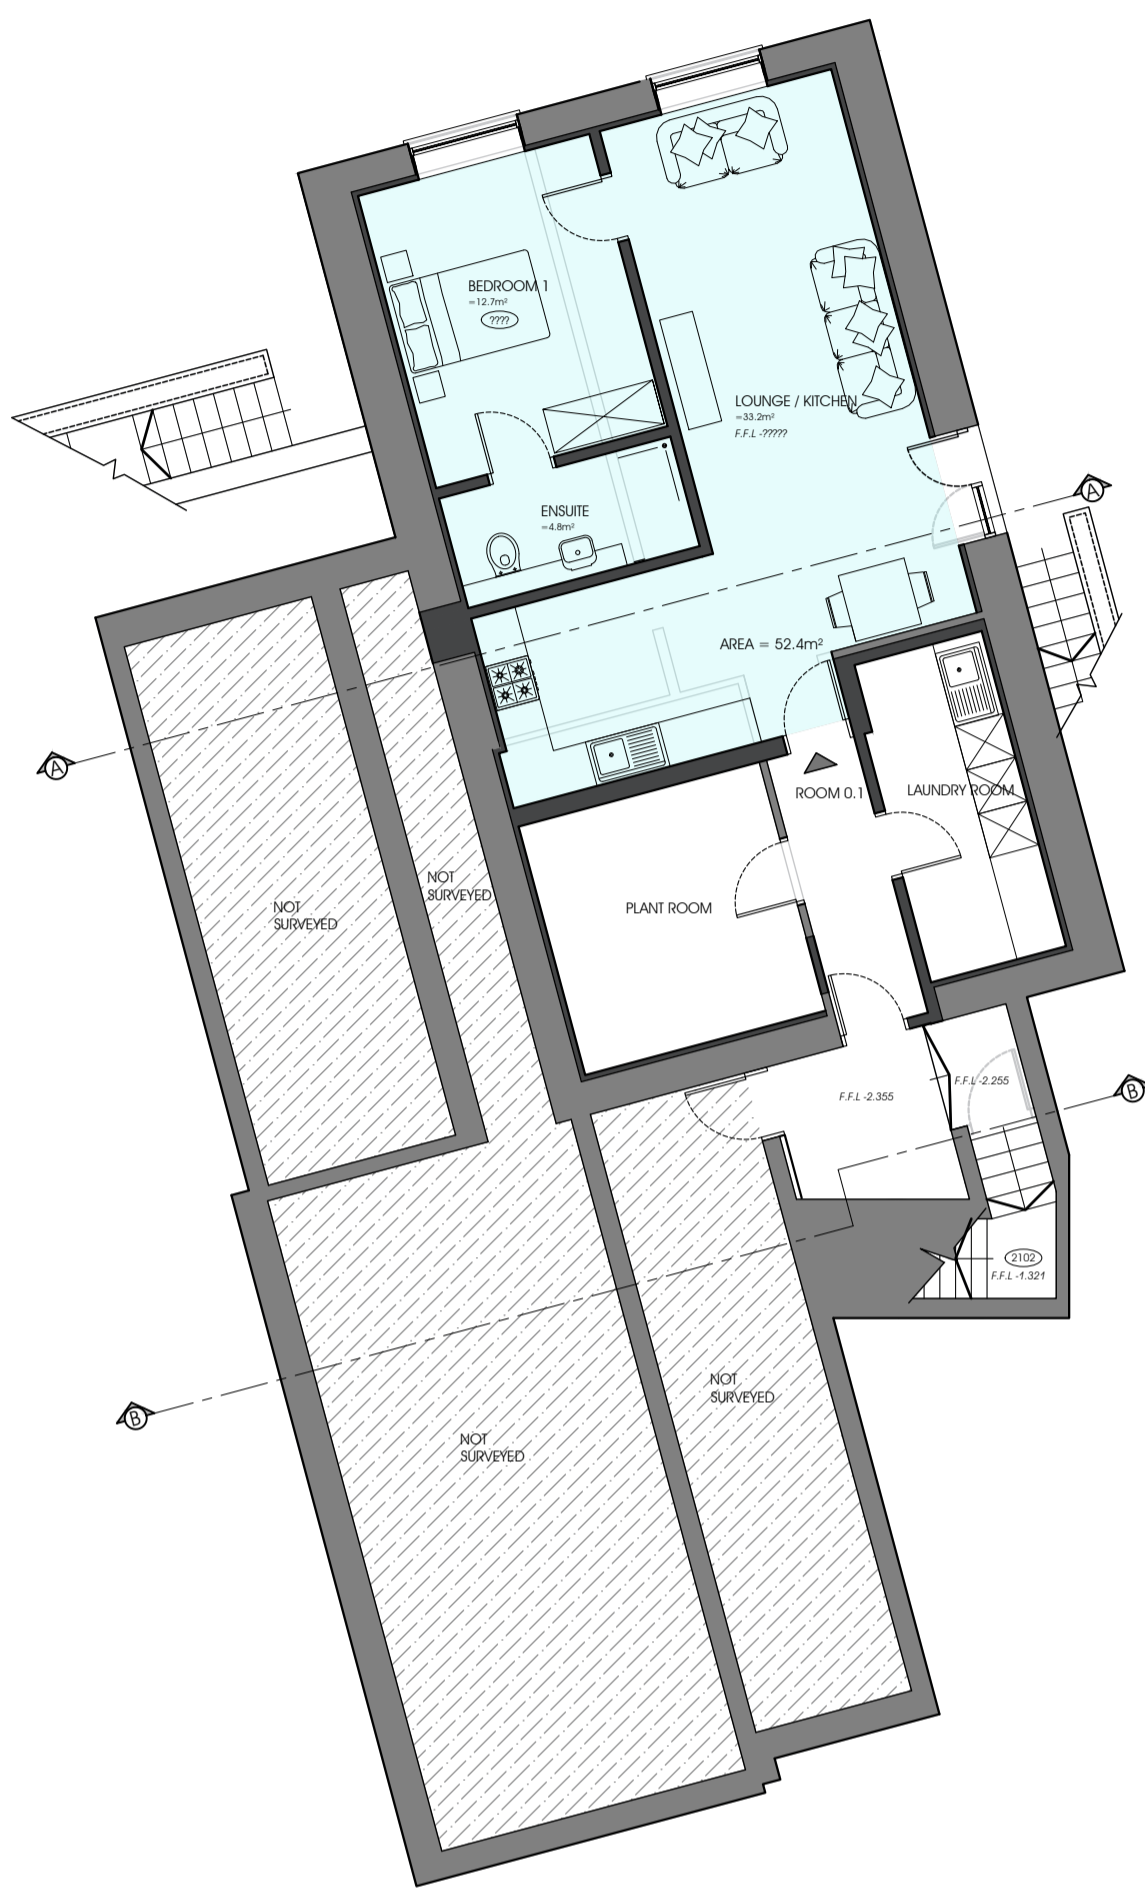 BEDROOM 1
=12.7m²
????
LOUNGE / KITCHEN
=33.2m²
F.F.L -?????
A
ENSUITE
=4.8m²
AREA = 52.4m²
A
ROOM 0.1
LAUNDRY ROOM
NOT
SURVEYED
NOT
SURVEYED
PLANT ROOM
F.F.L -2.255
F.F.L -2.355
B
2102
F.F.L -1.321
NOT
SURVEYED
B
NOT
SURVEYED